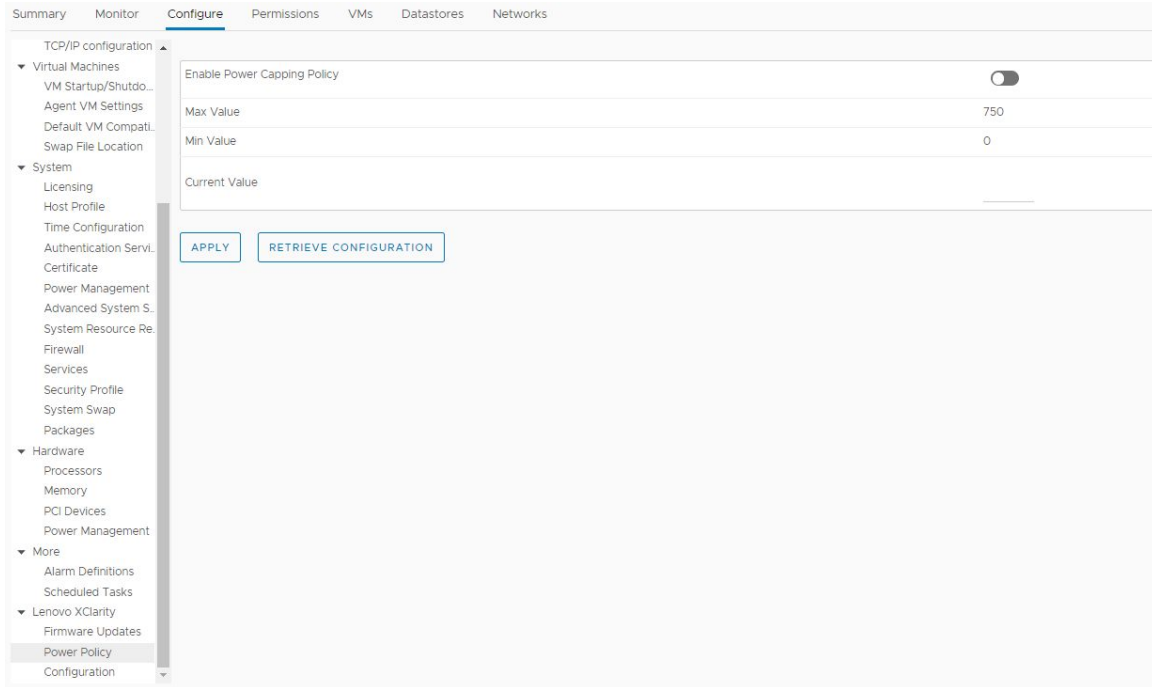 Summary Monitor Configure Permissions VMs Datastores Networks
TCP/IP configuration
Virtual Machines
VM Startup/Shutdo...
Agent VM Settings
Default VM Compati..
Swap File Location
System
Licensing
Host Profile
Time Configuration
Authentication Servi..
Certificate
Power Management
Advanced System S..
System Resource Re.
Firewall
Services
Security Profile
System Swap
Packages
Hardware
Processors
Memory
PCI Devices
Power Management
More
Alarm Definitions
Scheduled Tasks
Lenovo XClarity
Firmware Updates
Power Policy
Configuration
Enable Power Capping Policy
Max Value 750
Min Value 0
Current Value
APPLY RETRIEVE CONFIGURATION